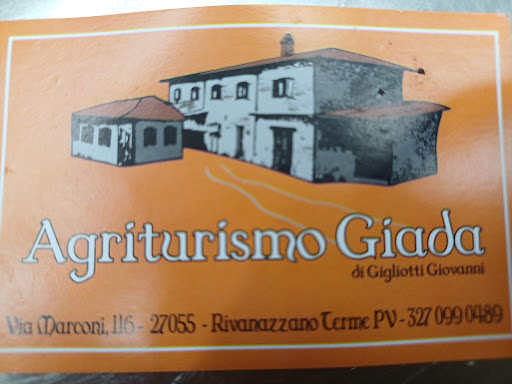 Agriturismo Giada
di Gigliotti Giovanni
Via Marconi, 116 - 27055 - Rivanazzano Terme PV - 327 099 0489